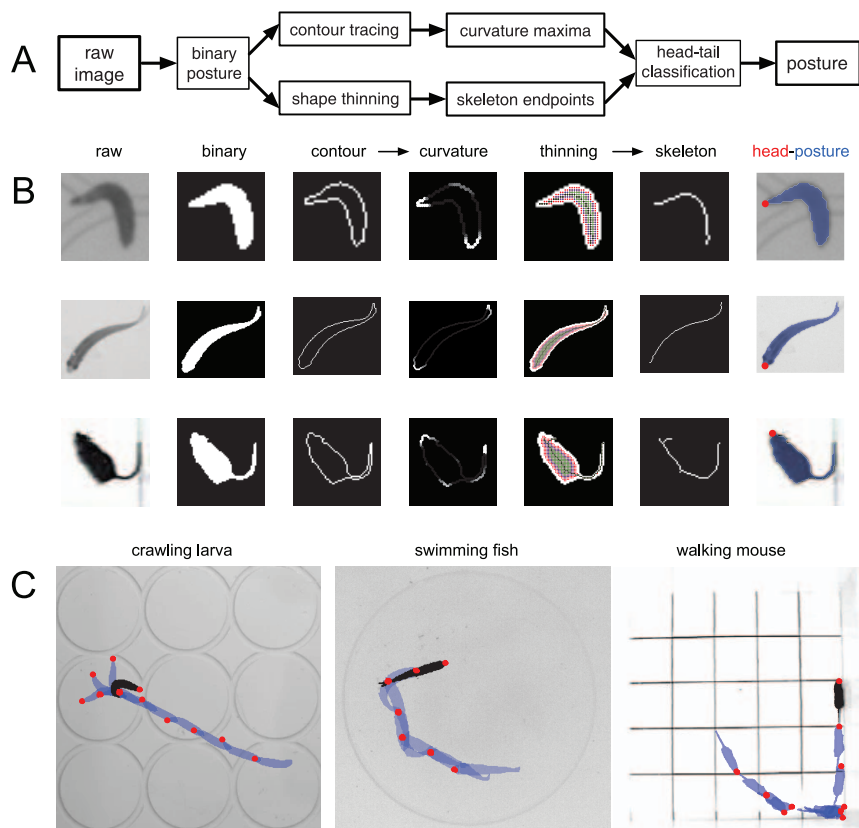 A
raw
image
binary
posture
contour tracing
curvature maxima
shape thinning
skeleton endpoints
head-tail
classification
posture
B
raw binary contour curvature thinning skeleton head-posture
C
crawling larva swimming fish walking mouse